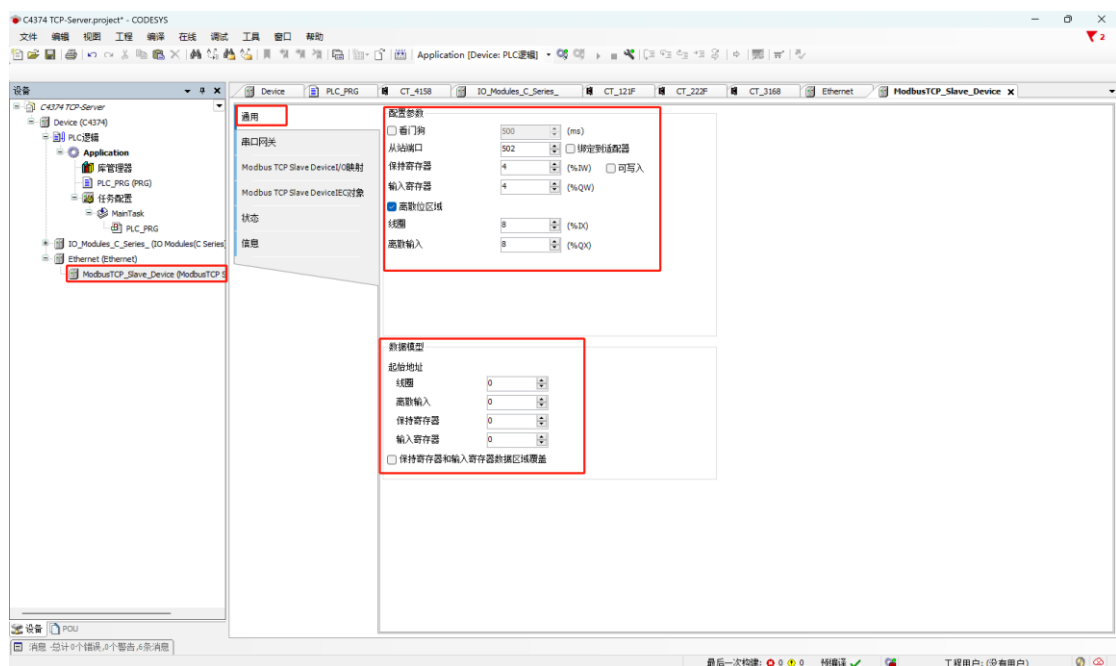 C4374 TCP-Server.project* - CODESYS
文件 编辑 视图 工程 编译 在线 调试 工具 窗口 帮助
2
Application [Device: PLC逻辑]
设备
Device PLC_PRG CT_4158 IO_Modules_C_Series_ CT_121F CT_222F CT_3168 Ethernet ModbusTCP_Slave_Device X
C4374 TCP-Server
Device (C4374)
PLC逻辑
Application
库管理器
PLC_PRG (PRG)
任务配置
MainTask
PLC_PRG
IO_Modules_C_Series_ (IO Modules(C Series)
Ethernet (Ethernet)
ModbusTCP_Slave_Device (ModbusTCP S
通用
串口网关
Modbus TCP Slave DeviceI/O映射
Modbus TCP Slave DeviceIEC对象
状态
信息
配置参数
看门狗 500 (ms)
从站端口 502 绑定到适配器
保持寄存器 4 (%IW) 可写入
输入寄存器 4 (%QW)
离散位区域
线圈 8 (%IX)
离散输入 8 (%QX)
数据模型
起始地址
线圈 0
离散输入 0
保持寄存器 0
输入寄存器 0
保持寄存器和输入寄存器数据区域覆盖
设备 POU
消息 -总计0个错误,0个警告,6条消息
最后一次构建: 0 0 预编译 工程用户: (没有用户)